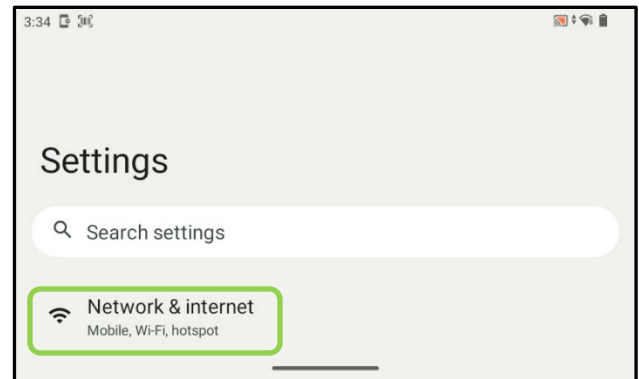 3:34
Settings
Search settings
Network & internet
Mobile, Wi-Fi, hotspot